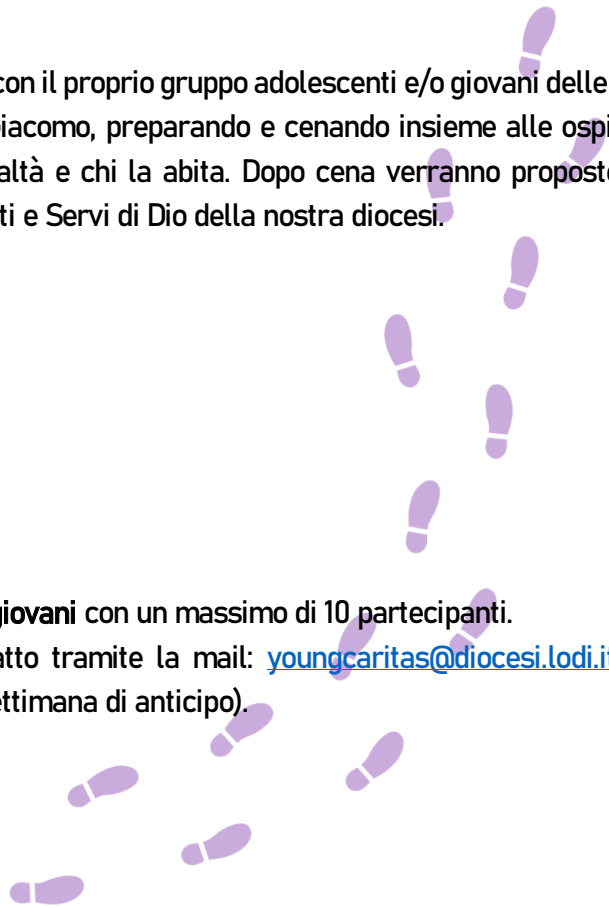 con il proprio gruppo adolescenti e/o giovani delle
iacomo, preparando e cenando insieme alle ospi
altà e chi la abita. Dopo cena verranno proposte
ti e Servi di Dio della nostra diocesi.
giovani con un massimo di 10 partecipanti.
atto tramite la mail: youngcaritas@diocesi.lodi.it
ettimana di anticipo).